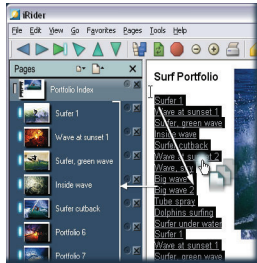 iRider
File Edit View Go Favorites Pages Tools Help
Pages
Portfolio Index
Surfer 1
Wave at sunset 1
Surfer, green wave
Inside wave
Surfer cutback
Portfolio 6
Portfolio 7
Surf Portfolio
Surfer 1
Wave at sunset 1
Surfer, green wave
Inside wave
Surfer cutback
Wave at sunset 2
Wave, sky
Big wave
Big wave 2
Tube spray
Dolphins surfing
Surfer under water
Surfer 1
Wave at sunset 1
Surfer, green wave